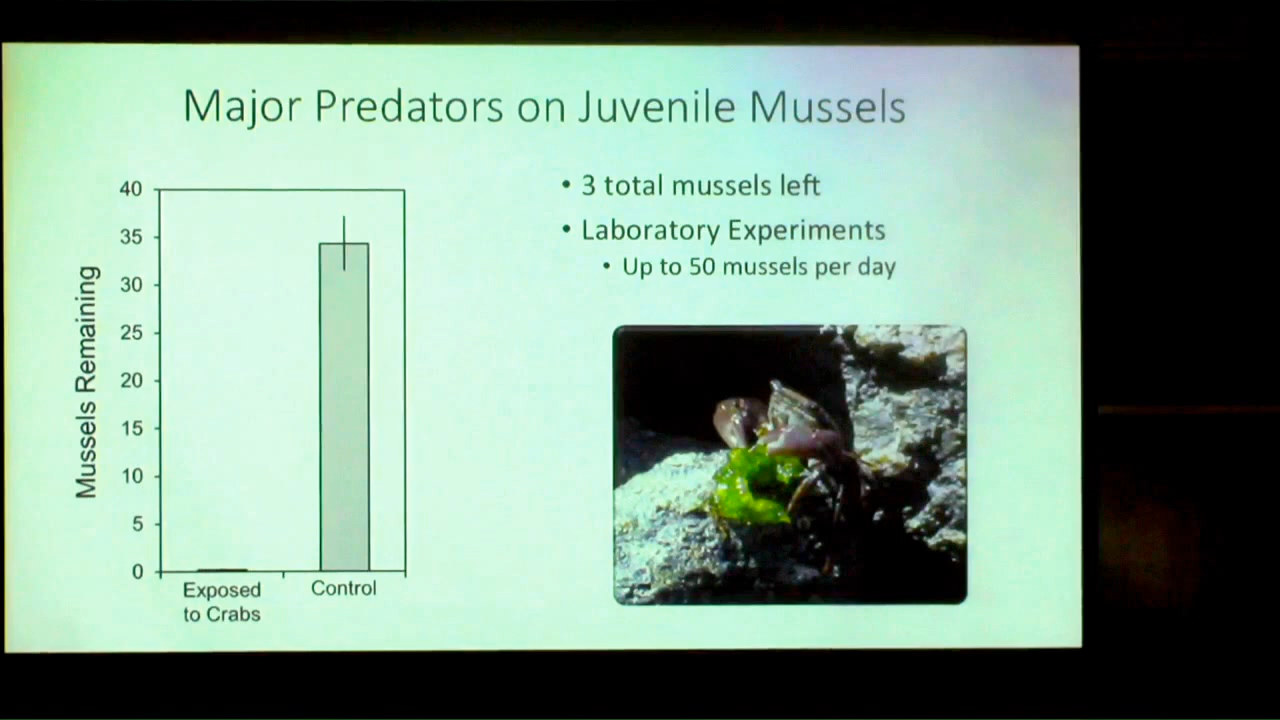 Major Predators on Juvenile Mussels
Mussels Remaining
40
35
30
25
20
15
10
5
0
Exposed
to Crabs
Control
• 3 total mussels left
• Laboratory Experiments
• Up to 50 mussels per day